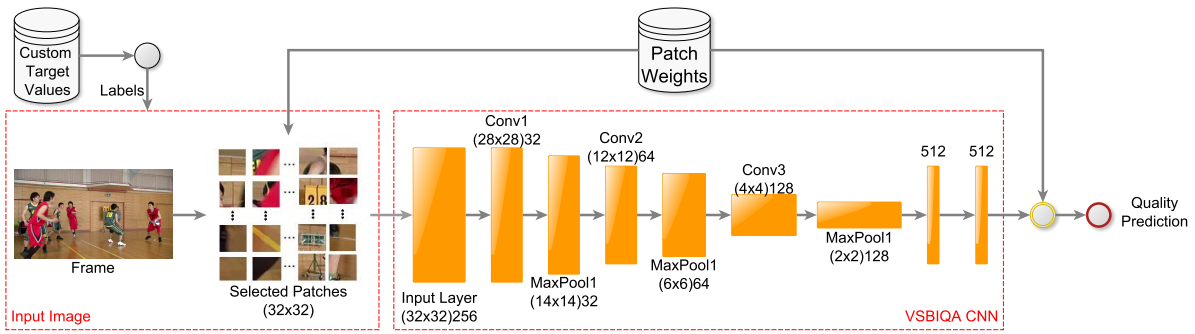 Custom
Target
Values
Labels
Patch
Weights
Frame
Selected Patches
(32x32)
Input Image
Input Layer
(32x32)256
Conv1
(28x28)32
MaxPool1
(14x14)32
Conv2
(12x12)64
MaxPool1
(6x6)64
Conv3
(4x4)128
MaxPool1
(2x2)128
512
512
VSBIQA CNN
Quality
Prediction
28